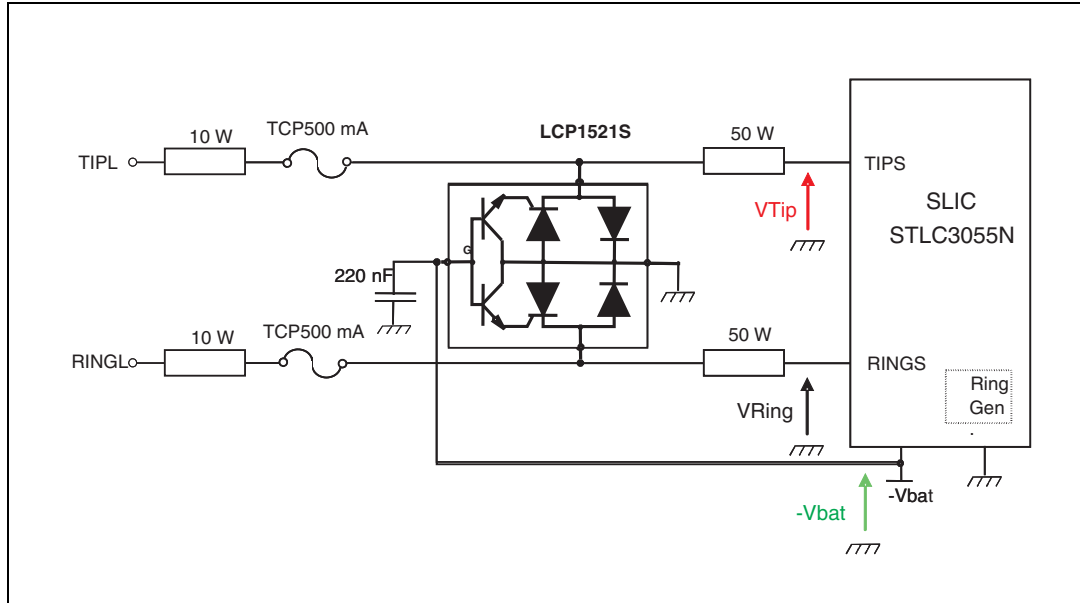 TCP500 mA
10 W
LCP1521S
50 W
TIPL
TIPS
VTip
SLIC
STLC3055N
G
220 nF
TCP500 mA
10 W
50 W
RINGL
RINGS
VRing
Ring
Gen
.
-Vbat
-Vbat